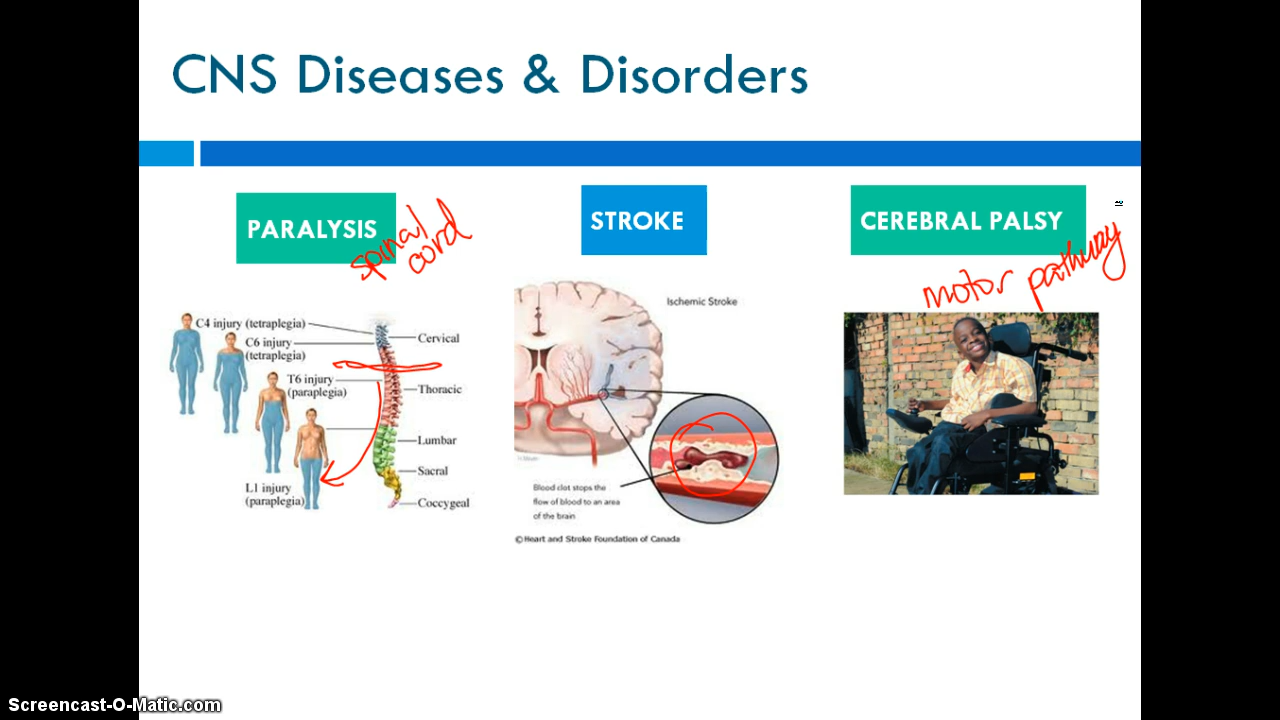 CNS Diseases & Disorders
PARALYSIS
spinal
cord
C4 injury (tetraplegia)
C6 injury
(tetraplegia)
T6 injury
(paraplegia)
L1 injury
(paraplegia)
Cervical
Thoracic
Lumbar
Sacral
Coccygeal
STROKE
Ischemic Stroke
Blood clot stops the
flow of blood to an area
of the brain
©Heart and Stroke Foundation of Canada
CEREBRAL PALSY
motor pathway
Screencast-O-Matic.com